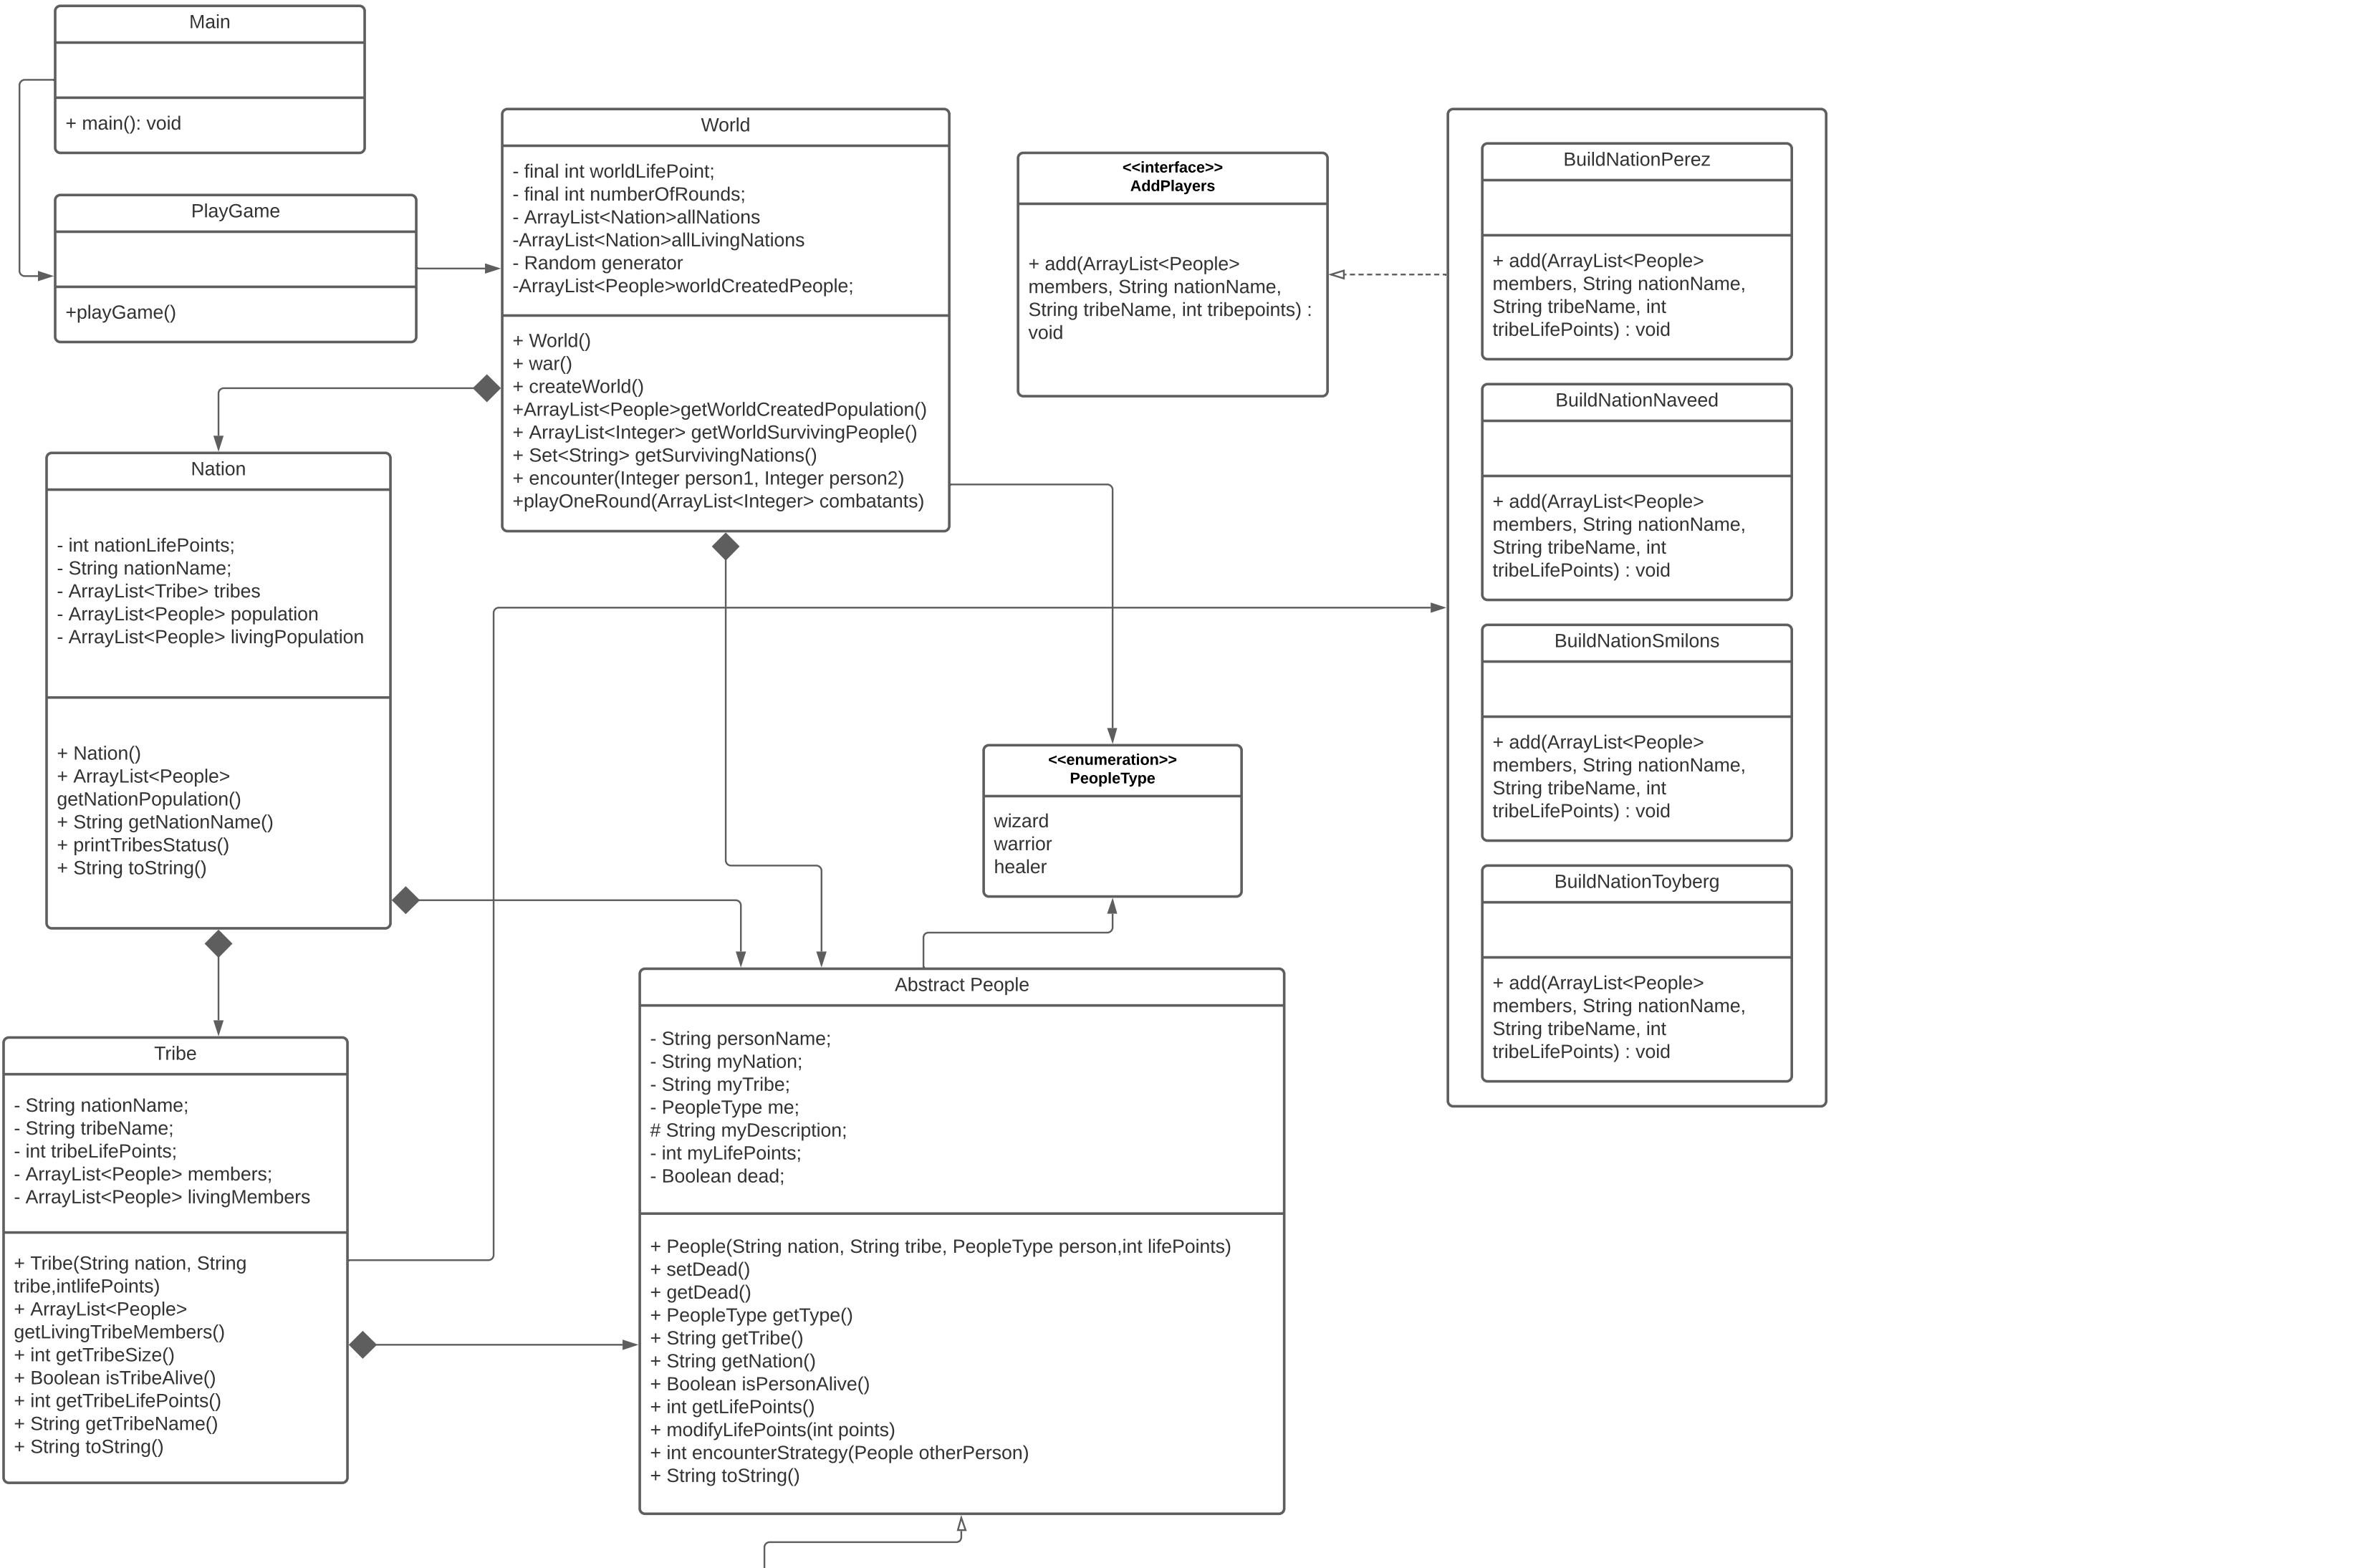 Main
+ main(): void
PlayGame
+playGame()
World
- final int worldLifePoint;
- final int numberOfRounds;
- ArrayList<Nation>allNations
-ArrayList<Nation>allLivingNations
- Random generator
-ArrayList<People>worldCreatedPeople;
+ World()
+ war()
+ createWorld()
+ArrayList<People>getWorldCreatedPopulation()
+ ArrayList<Integer> getWorldSurvivingPeople()
+ Set<String> getSurvivingNations()
+ encounter(Integer person1, Integer person2)
+playOneRound(ArrayList<Integer> combatants)
<<interface>>
AddPlayers
+ add(ArrayList<People>
members, String nationName,
String tribeName, int tribepoints) :
void
BuildNationPerez
+ add(ArrayList<People>
members, String nationName,
String tribeName, int
tribeLifePoints) : void
BuildNationNaveed
+ add(ArrayList<People>
members, String nationName,
String tribeName, int
tribeLifePoints) : void
BuildNationSmilons
+ add(ArrayList<People>
members, String nationName,
String tribeName, int
tribeLifePoints) : void
BuildNationToyberg
+ add(ArrayList<People>
members, String nationName,
String tribeName, int
tribeLifePoints) : void
Nation
- int nationLifePoints;
- String nationName;
- ArrayList<Tribe> tribes
- ArrayList<People> population
- ArrayList<People> livingPopulation
+ Nation()
+ ArrayList<People>
getNationPopulation()
+ String getNationName()
+ printTribesStatus()
+ String toString()
<<enumeration>>
PeopleType
wizard
warrior
healer
Tribe
- String nationName;
- String tribeName;
- int tribeLifePoints;
- ArrayList<People> members;
- ArrayList<People> livingMembers
+ Tribe(String nation, String
tribe,intlifePoints)
+ ArrayList<People>
getLivingTribeMembers()
+ int getTribeSize()
+ Boolean isTribeAlive()
+ int getTribeLifePoints()
+ String getTribeName()
+ String toString()
Abstract People
- String personName;
- String myNation;
- String myTribe;
- PeopleType me;
# String myDescription;
- int myLifePoints;
- Boolean dead;
+ People(String nation, String tribe, PeopleType person,int lifePoints)
+ setDead()
+ getDead()
+ PeopleType getType()
+ String getTribe()
+ String getNation()
+ Boolean isPersonAlive()
+ int getLifePoints()
+ modifyLifePoints(int points)
+ int encounterStrategy(People otherPerson)
+ String toString()